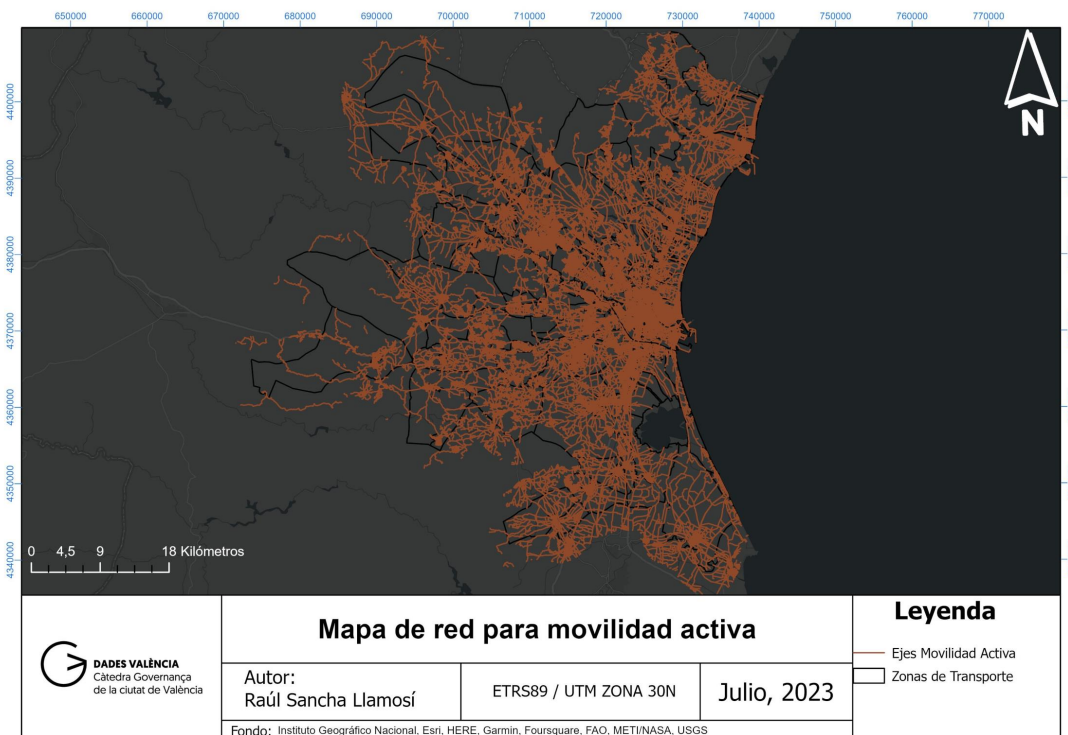 650000 660000 670000 680000 690000 700000 710000 720000 730000 740000 750000 760000 770000
4400000
4390000
4380000
4370000
4360000
4350000
4340000
N
0 4,5 9 18 Kilómetros
DADES VALÈNCIA
Càtedra Governança
de la ciutat de València
Mapa de red para movilidad activa
Autor:
Raúl Sancha Llamosí
ETRS89 / UTM ZONA 30N
Julio, 2023
Fondo: Instituto Geográfico Nacional, Esri, HERE, Garmin, Foursquare, FAO, METI/NASA, USGS
Leyenda
Ejes Movilidad Activa
Zonas de Transporte